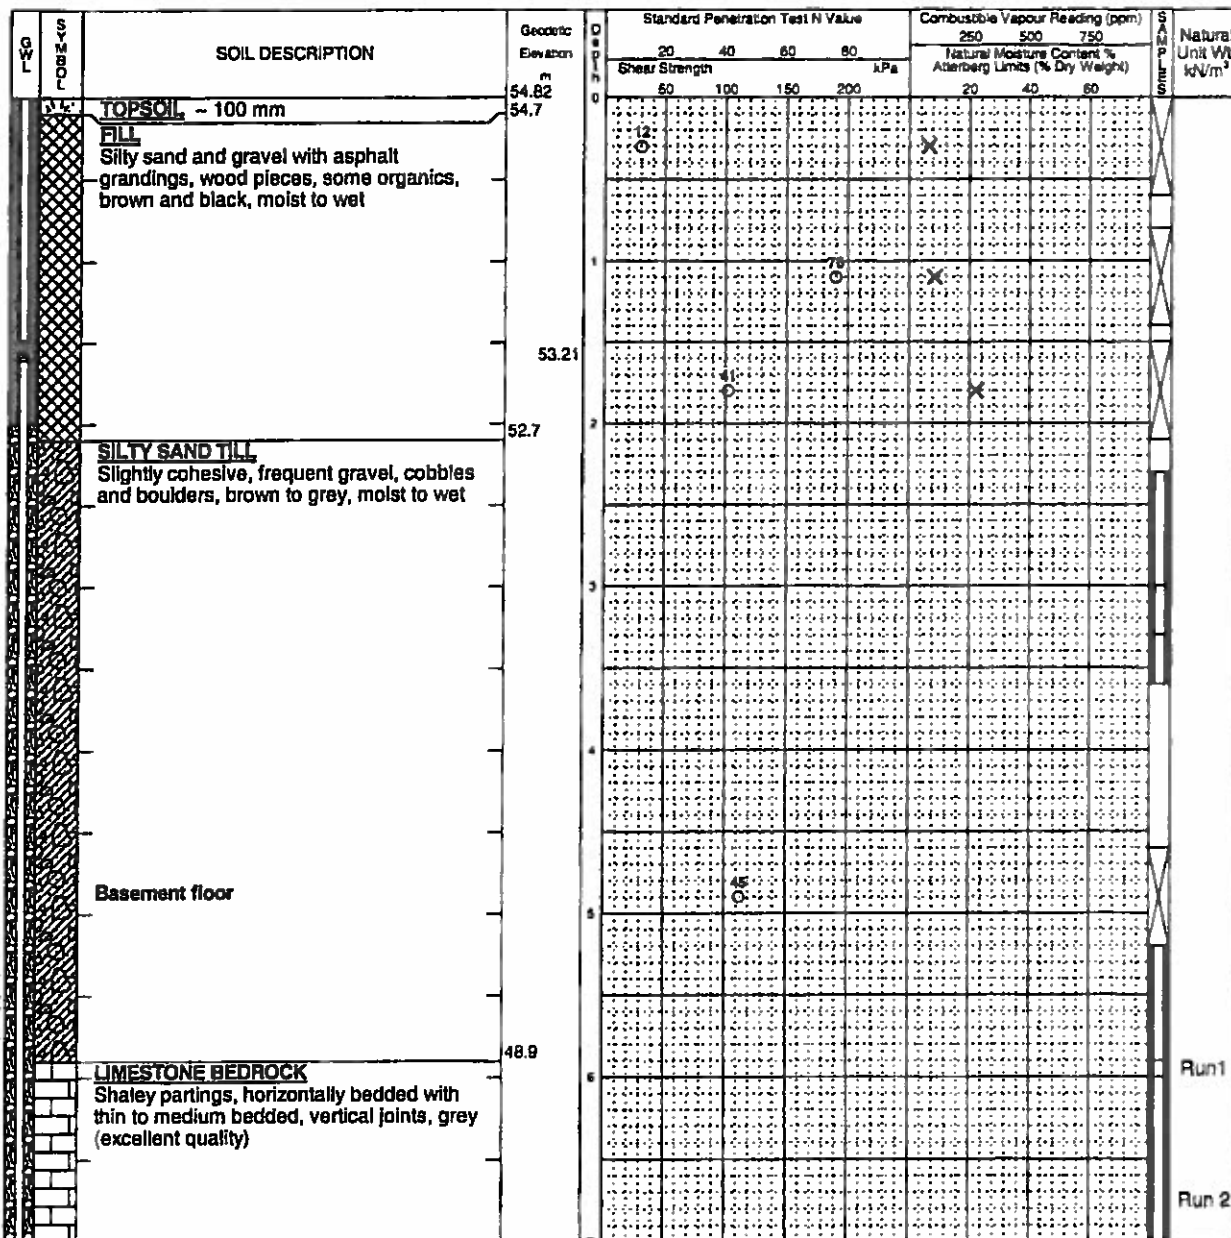 GWL
SYMBOL
SOIL DESCRIPTION
Geodetic
Elevation
m
54.82
Depth
Standard Penetration Test N Value
20 40 60 80
Shear Strength kPa
50 100 150 200
Combustible Vapour Reading (ppm)
250 500 750
Natural Moisture Content %
Atterberg Limits (% Dry Weight)
20 40 60
SAMPLES
Natural
Unit Wt
kN/m³
0
TOPSOIL ~ 100 mm
54.7
FILL
Silty sand and gravel with asphalt
grandings, wood pieces, some organics,
brown and black, moist to wet
12
1
78
53.21
41
2
52.7
SILTY SAND TILL
Slightly cohesive, frequent gravel, cobbles
and boulders, brown to grey, moist to wet
3
4
Basement floor
45
5
48.9
LIMESTONE BEDROCK
Shaley partings, horizontally bedded with
thin to medium bedded, vertical joints, grey
(excellent quality)
6
Run1
Run 2